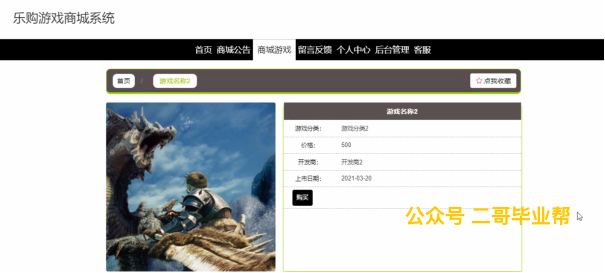 乐购游戏商城系统
首页 商城公告 商城游戏 留言反馈 个人中心 后台管理 客服
首页 / 游戏名称2 ☆点我收藏
游戏名称2
游戏分类: 游戏分类2
价格: 500
开发商: 开发商2
上市日期: 2021-03-20
购买
公众号 二哥毕业帮